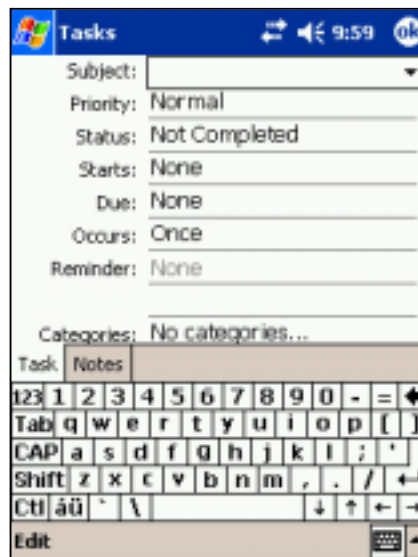 Tasks 9:59 ok
Subject:
Priority: Normal
Status: Not Completed
Starts: None
Due: None
Occurs: Once
Reminder: None
Categories: No categories...
Task Notes
123 1 2 3 4 5 6 7 8 9 0 - =
Tab q w e r t y u i o p [ ]
CAP a s d f g h j k l ; '
Shift z x c v b n m , . /
Ctl áü ` \
Edit